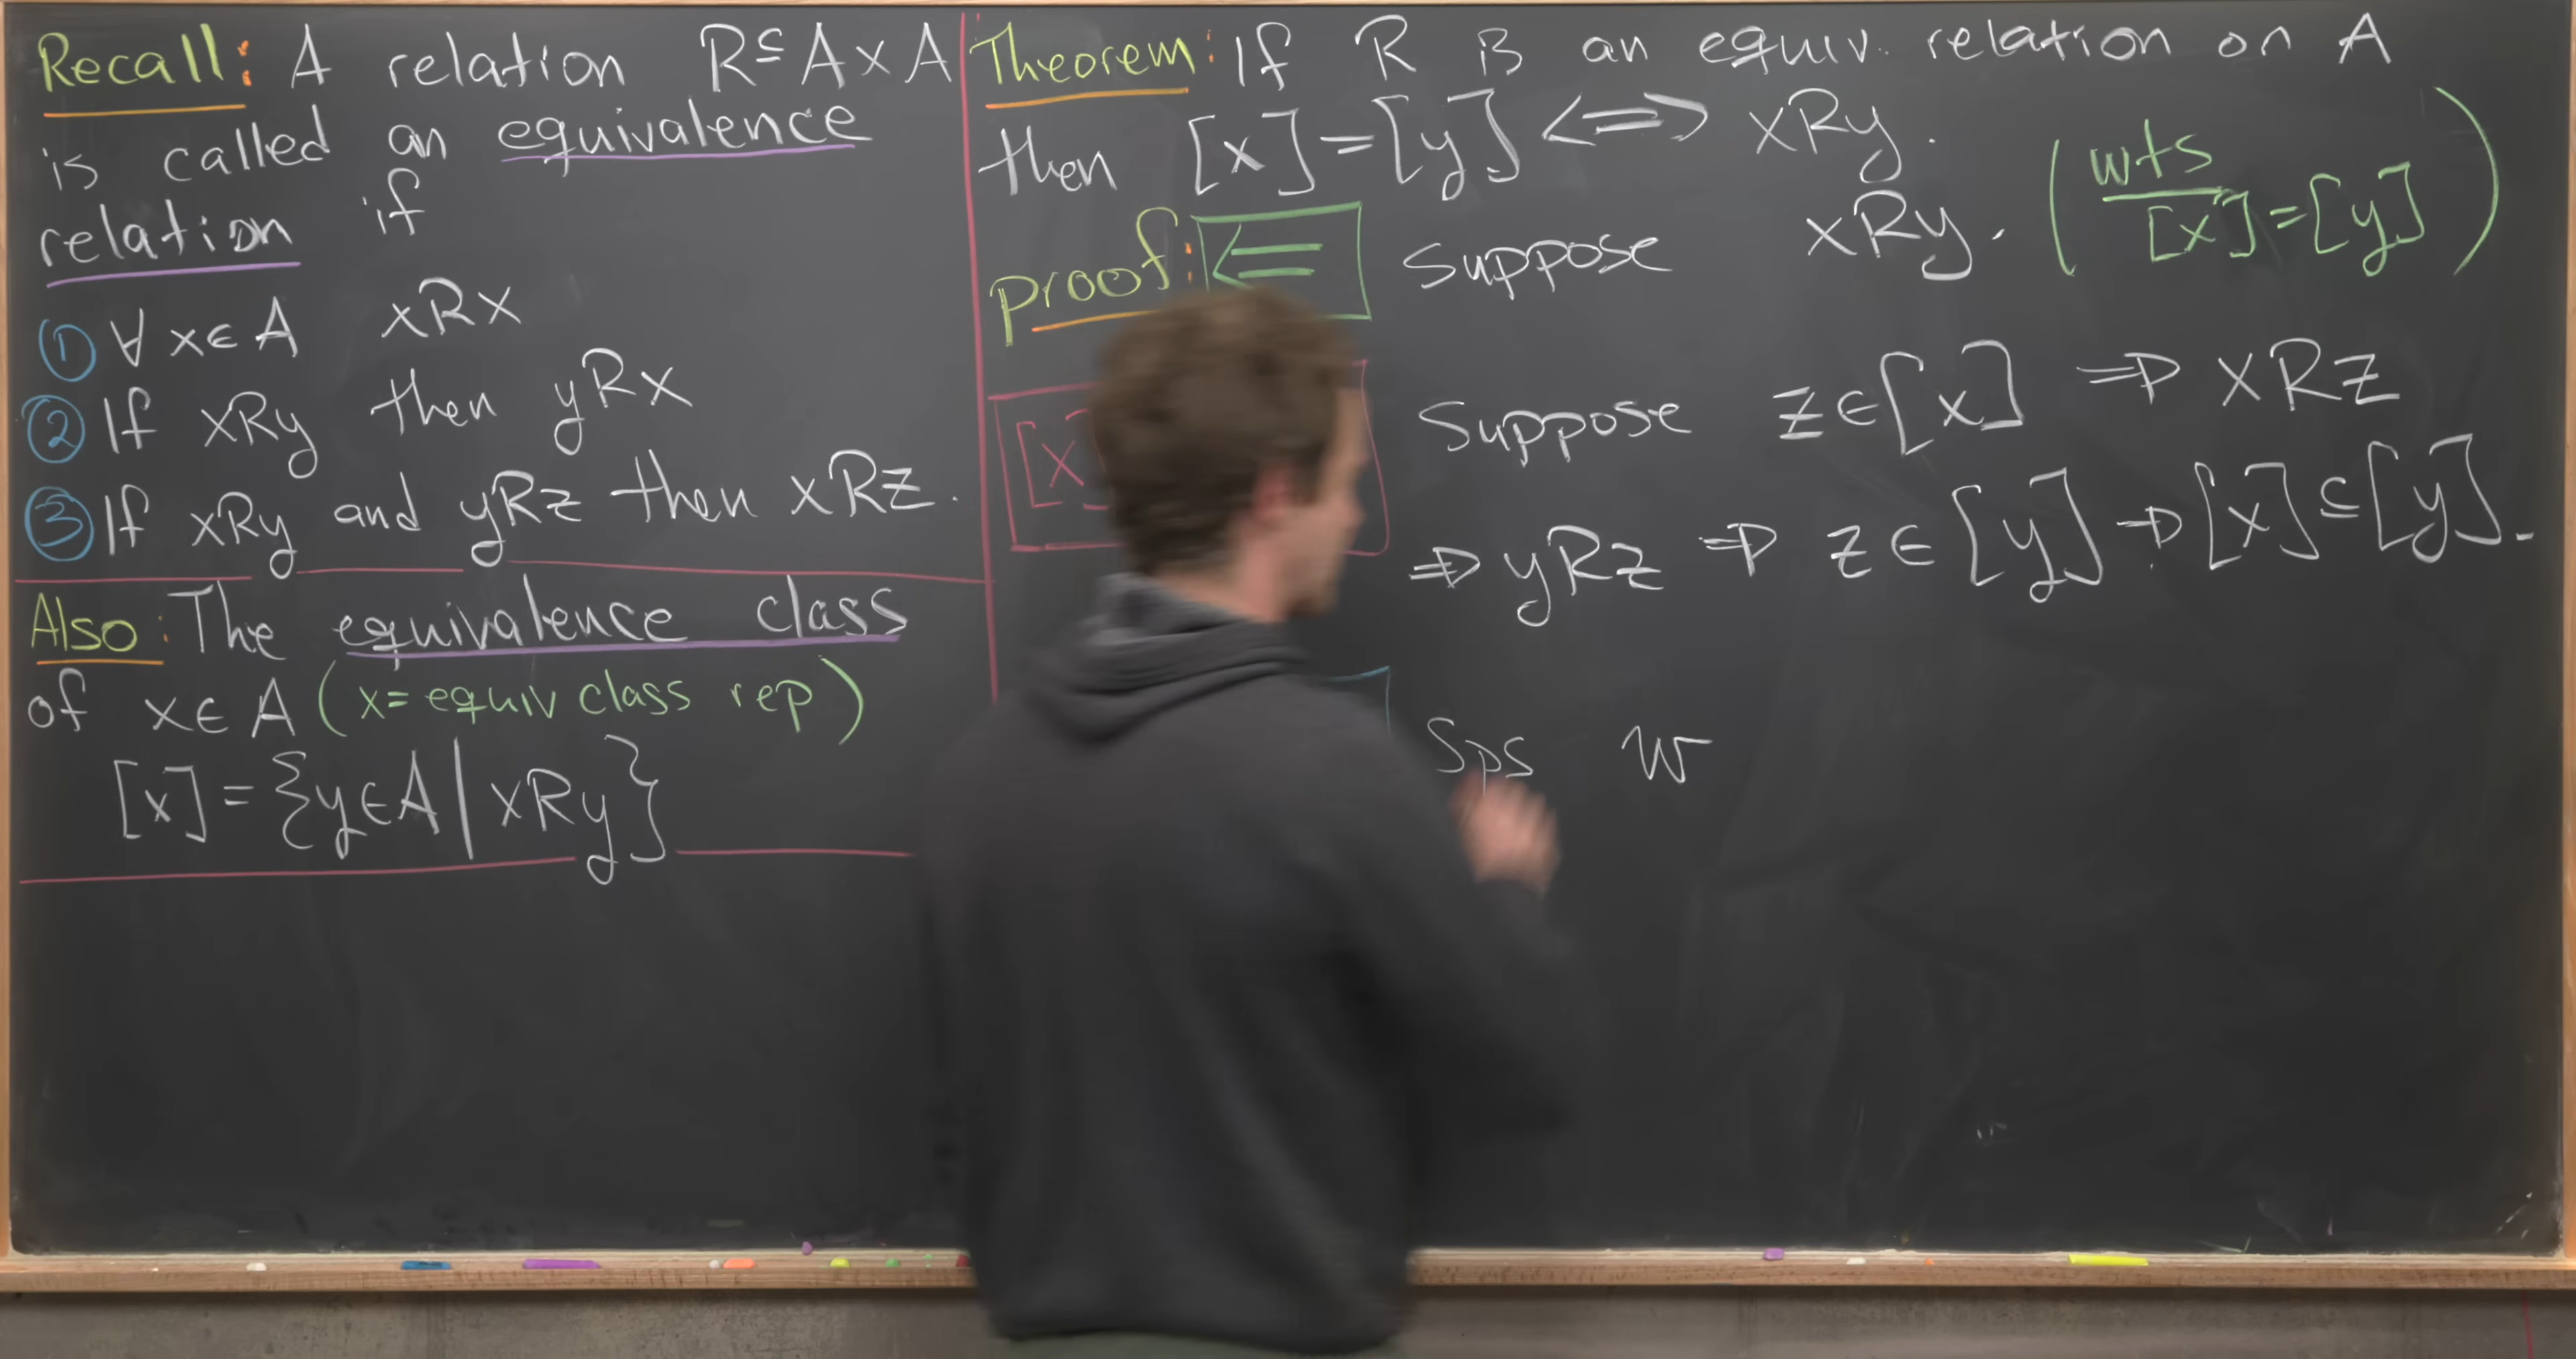 Recall: A relation R ⊆ A × A
is called an equivalence
relation if
① ∀ x ∈ A xRx
② If xRy then yRx
③ If xRy and yRz then xRz.
Also: The equivalence class
of x ∈ A (x = equiv class rep)
[x] = {y ∈ A | xRy}
Theorem: If R is an equiv. relation on A
then [x] = [y] <=> xRy.
Proof: <= Suppose xRy. (wts
[x] = [y])
[x] Suppose z ∈ [x] => xRz
=> yRz => z ∈ [y] => [x] ⊆ [y].
Sps w